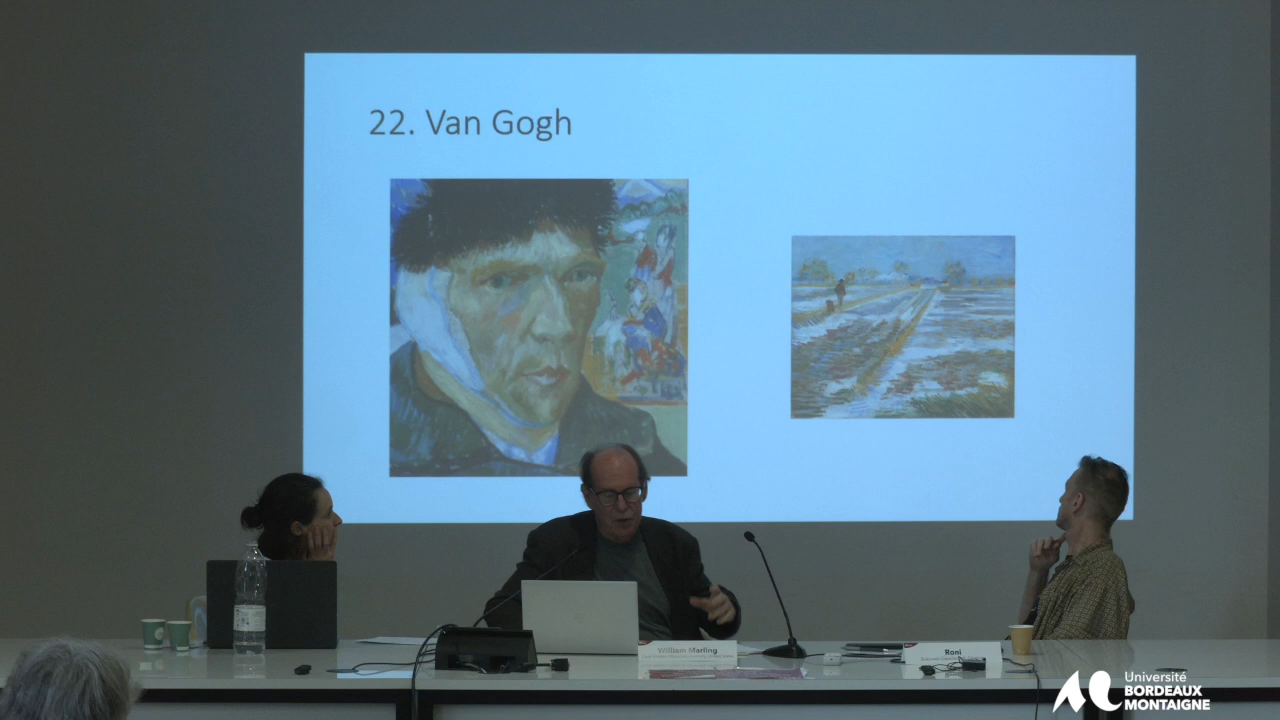 22. Van Gogh
William Marling
Roni
Université
BORDEAUX
MONTAIGNE